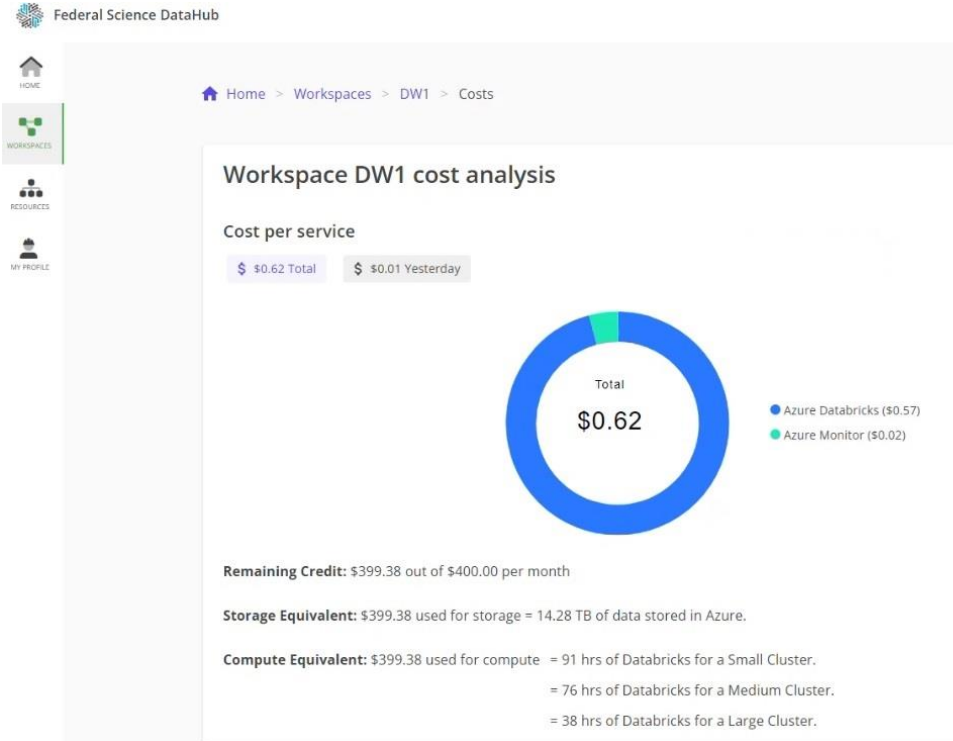 Federal Science DataHub
HOME
WORKSPACES
RESOURCES
MY PROFILE
Home > Workspaces > DW1 > Costs
Workspace DW1 cost analysis
Cost per service
$ $0.62 Total $ $0.01 Yesterday
Total
$0.62
Azure Databricks ($0.57)
Azure Monitor ($0.02)
Remaining Credit: $399.38 out of $400.00 per month
Storage Equivalent: $399.38 used for storage = 14.28 TB of data stored in Azure.
Compute Equivalent: $399.38 used for compute = 91 hrs of Databricks for a Small Cluster.
= 76 hrs of Databricks for a Medium Cluster.
= 38 hrs of Databricks for a Large Cluster.